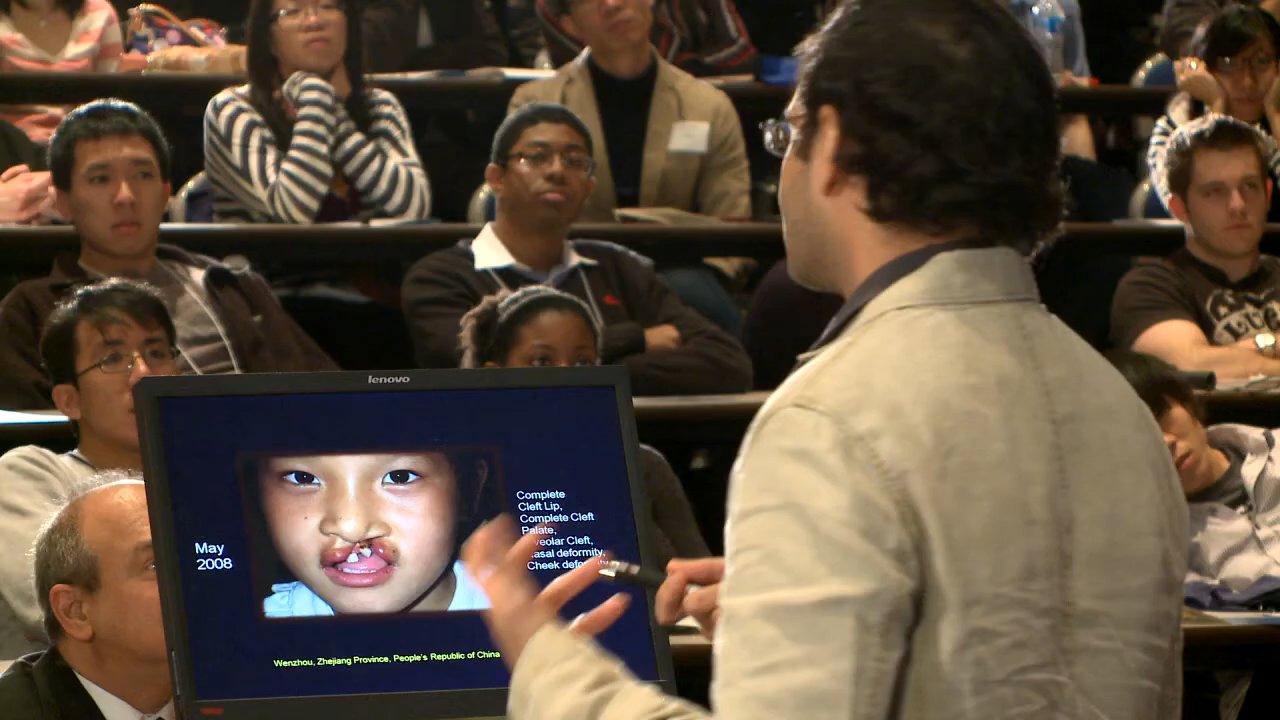 lenovo
Complete
Cleft Lip,
Complete Cleft
Palate,
May
2008
Wenzhou, Zhejiang Province, People's Republic of China